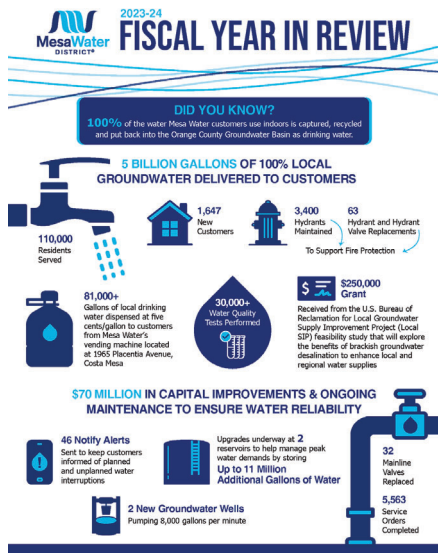 MesaWater
DISTRICT®
2023-24
FISCAL YEAR IN REVIEW
DID YOU KNOW?
100% of the water Mesa Water customers use indoors is captured, recycled
and put back into the Orange County Groundwater Basin as drinking water.
5 BILLION GALLONS OF 100% LOCAL
GROUNDWATER DELIVERED TO CUSTOMERS
110,000
Residents
Served
1,647
New
Customers
3,400
Hydrants
Maintained
63
Hydrant and Hydrant
Valve Replacements
To Support Fire Protection
81,000+
Gallons of local drinking
water dispensed at five
cents/gallon to customers
from Mesa Water's
vending machine located
at 1965 Placentia Avenue,
Costa Mesa
30,000+
Water Quality
Tests Performed
$
$250,000
Grant
Received from the U.S. Bureau of
Reclamation for Local Groundwater
Supply Improvement Project (Local
SIP) feasibility study that will explore
the benefits of brackish groundwater
desalination to enhance local and
regional water supplies
$70 MILLION IN CAPITAL IMPROVEMENTS & ONGOING
MAINTENANCE TO ENSURE WATER RELIABILITY
46 Notify Alerts
Sent to keep customers
informed of planned
and unplanned water
interruptions
Upgrades underway at 2
reservoirs to help manage peak
water demands by storing
Up to 11 Million
Additional Gallons of Water
2 New Groundwater Wells
Pumping 8,000 gallons per minute
32
Mainline
Valves
Replaced
5,563
Service
Orders
Completed